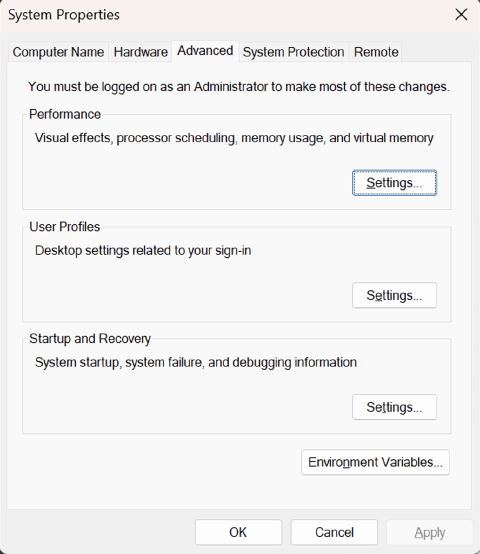 System Properties
Computer Name Hardware Advanced System Protection Remote
You must be logged on as an Administrator to make most of these changes.
Performance
Visual effects, processor scheduling, memory usage, and virtual memory
Settings...
User Profiles
Desktop settings related to your sign-in
Settings...
Startup and Recovery
System startup, system failure, and debugging information
Settings...
Environment Variables...
OK Cancel Apply